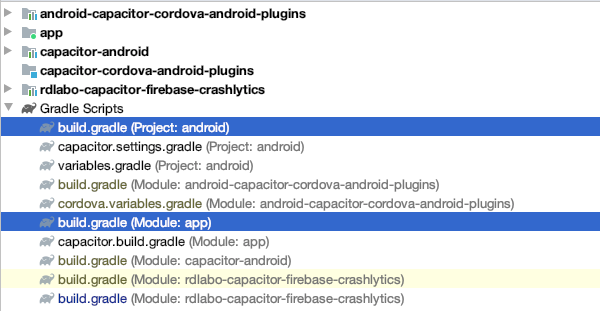 android-capacitor-cordova-android-plugins
app
capacitor-android
capacitor-cordova-android-plugins
rdlabo-capacitor-firebase-crashlytics
Gradle Scripts
build.gradle (Project: android)
capacitor.settings.gradle (Project: android)
variables.gradle (Project: android)
build.gradle (Module: android-capacitor-cordova-android-plugins)
cordova.variables.gradle (Module: android-capacitor-cordova-android-plugins)
build.gradle (Module: app)
capacitor.build.gradle (Module: app)
build.gradle (Module: capacitor-android)
build.gradle (Module: rdlabo-capacitor-firebase-crashlytics)
build.gradle (Module: rdlabo-capacitor-firebase-crashlytics)